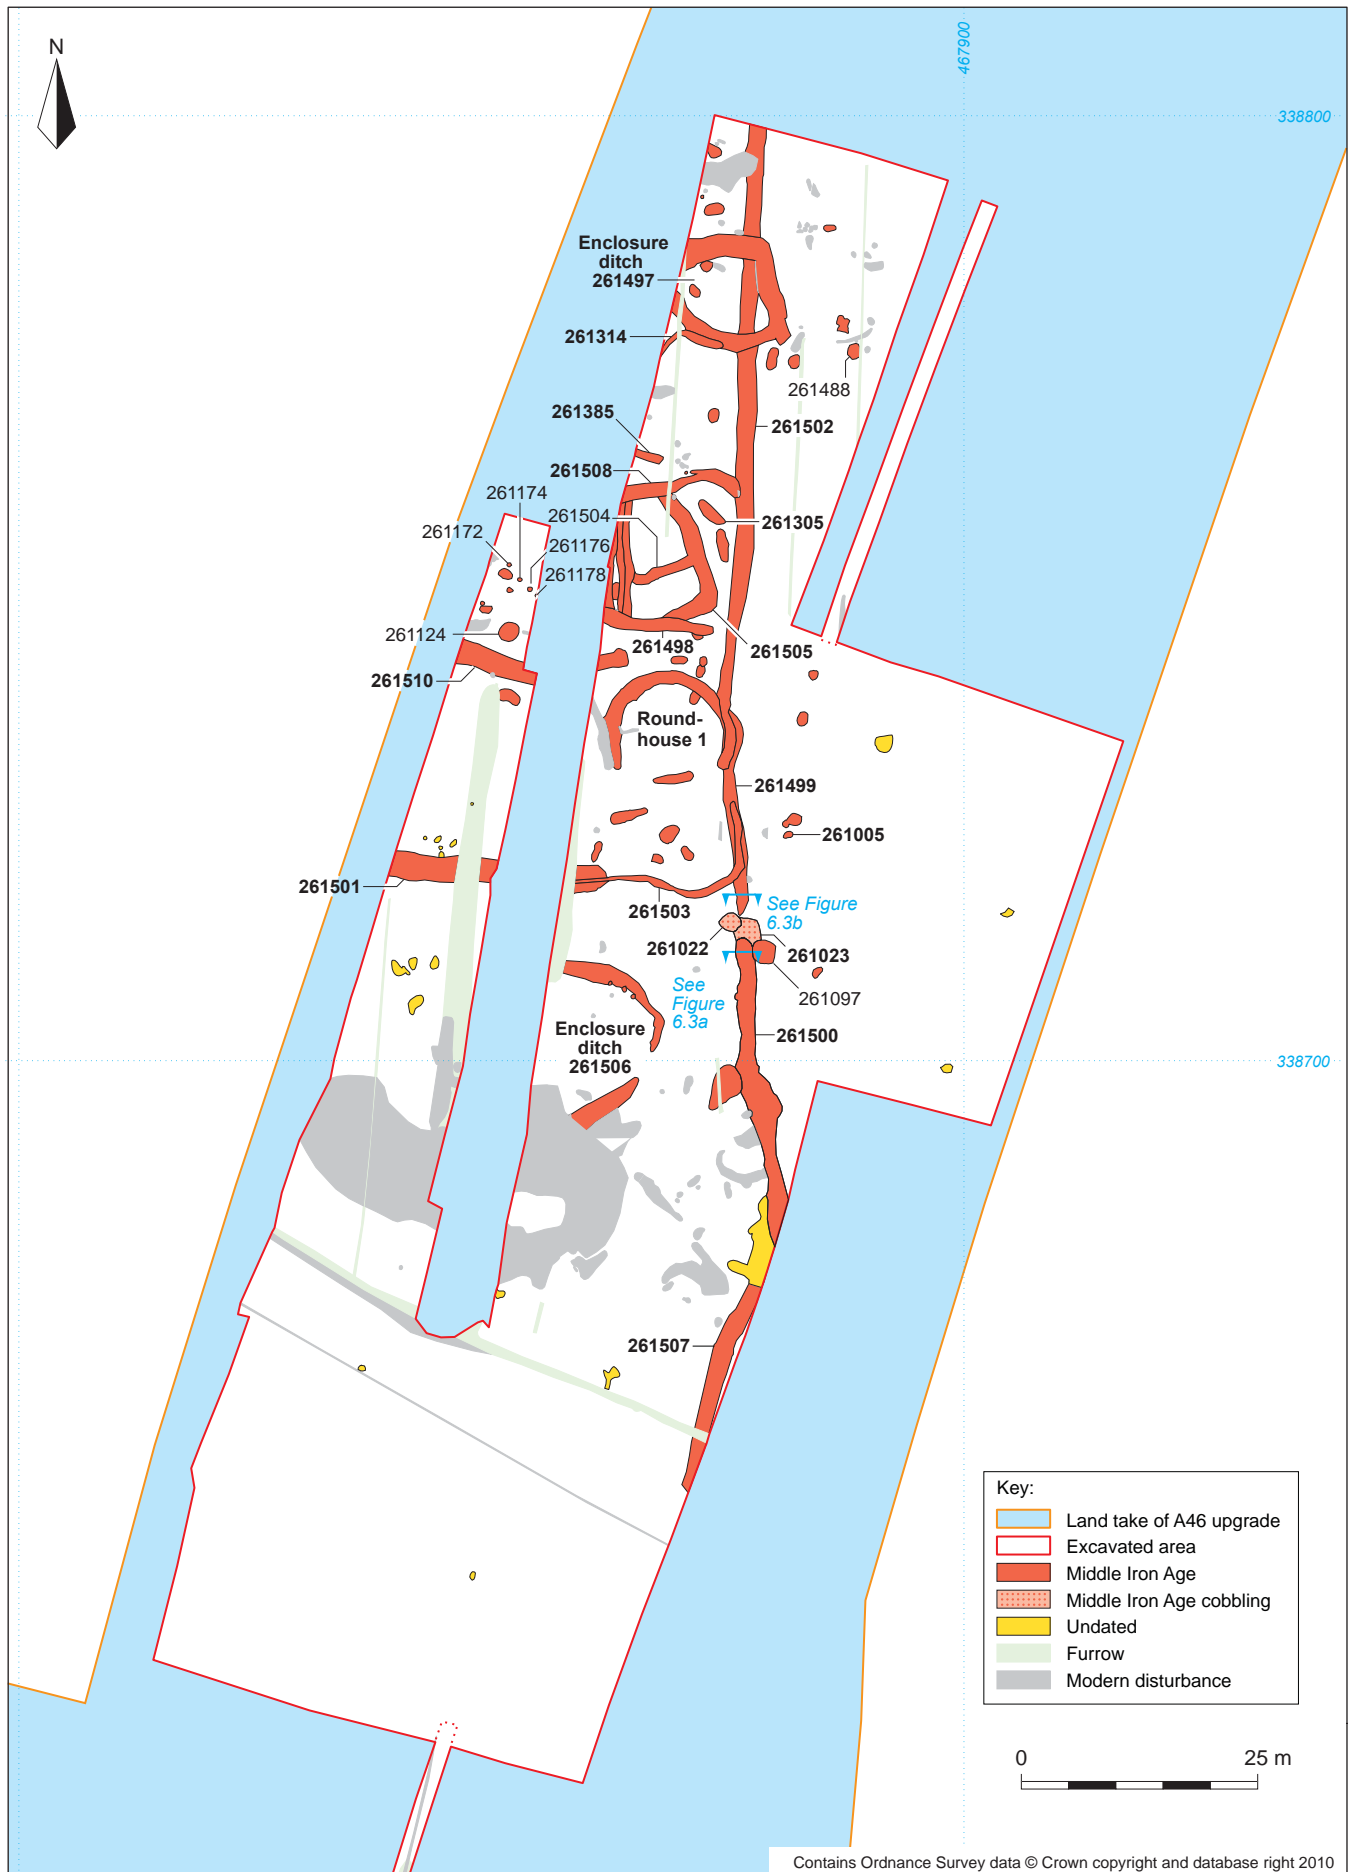 N
467900
338800
Enclosure
ditch
261497
261314
261488
261385
261502
261508
261174
261504
261305
261172
261176
261178
261124
261498
261505
261510
Round-
house 1
261499
261005
261501
261503
See Figure
6.3b
261022
261023
261097
See
Figure
6.3a
261500
Enclosure
ditch
261506
338700
261507
Key:
Land take of A46 upgrade
Excavated area
Middle Iron Age
Middle Iron Age cobbling
Undated
Furrow
Modern disturbance
0 25 m
Contains Ordnance Survey data © Crown copyright and database right 2010